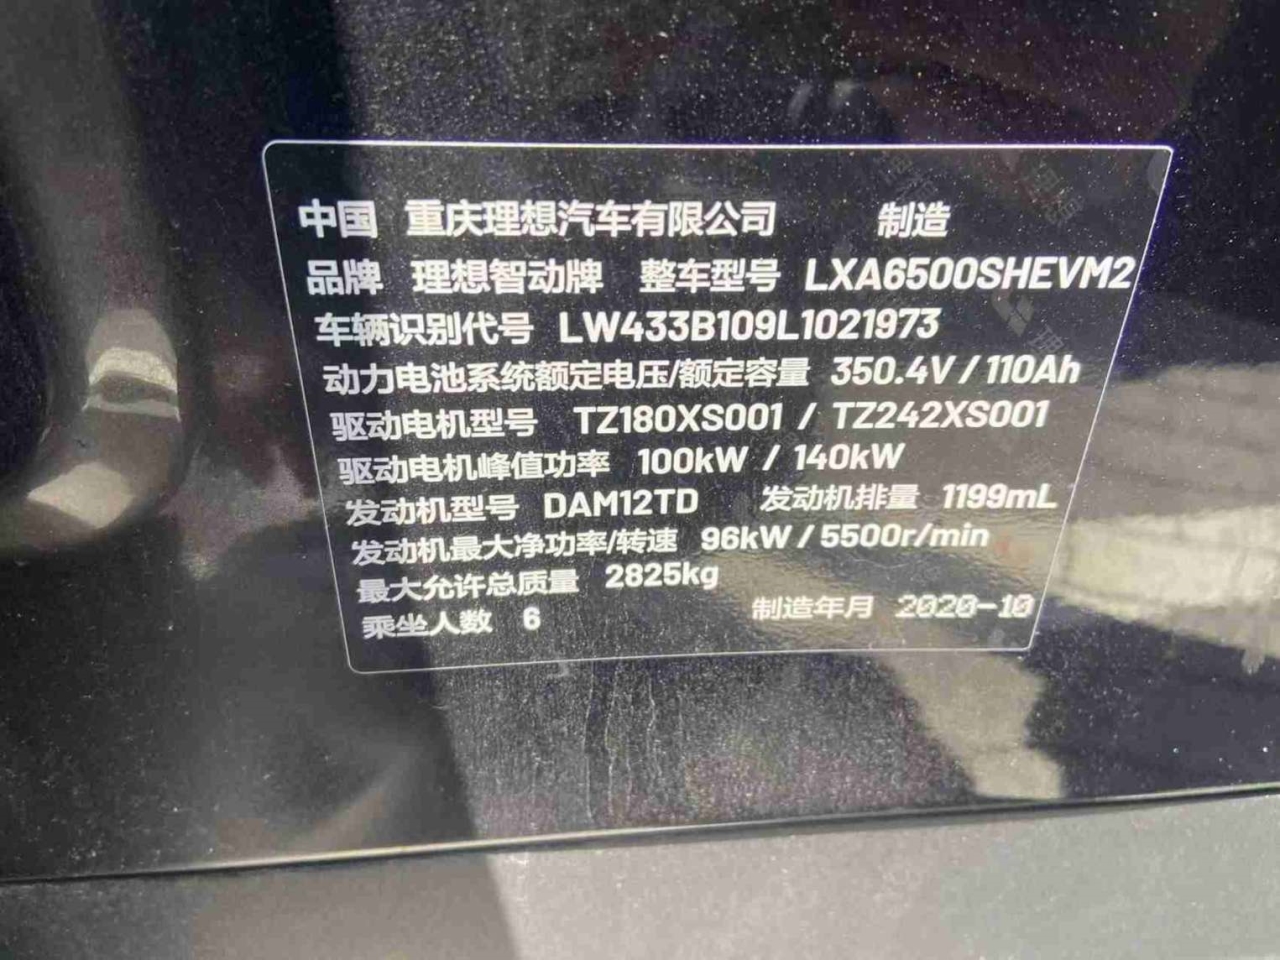 中国 重庆理想汽车有限公司 制造
品牌 理想智动牌 整车型号 LXA6500SHEVM2
车辆识别代号 LW433B109L1021973
动力电池系统额定电压/额定容量 350.4V / 110Ah
驱动电机型号 TZ180XS001 / TZ242XS001
驱动电机峰值功率 100kW / 140kW
发动机型号 DAM12TD 发动机排量 1199mL
发动机最大净功率/转速 96kW / 5500r/min
最大允许总质量 2825kg
乘坐人数 6 制造年月 2020-10